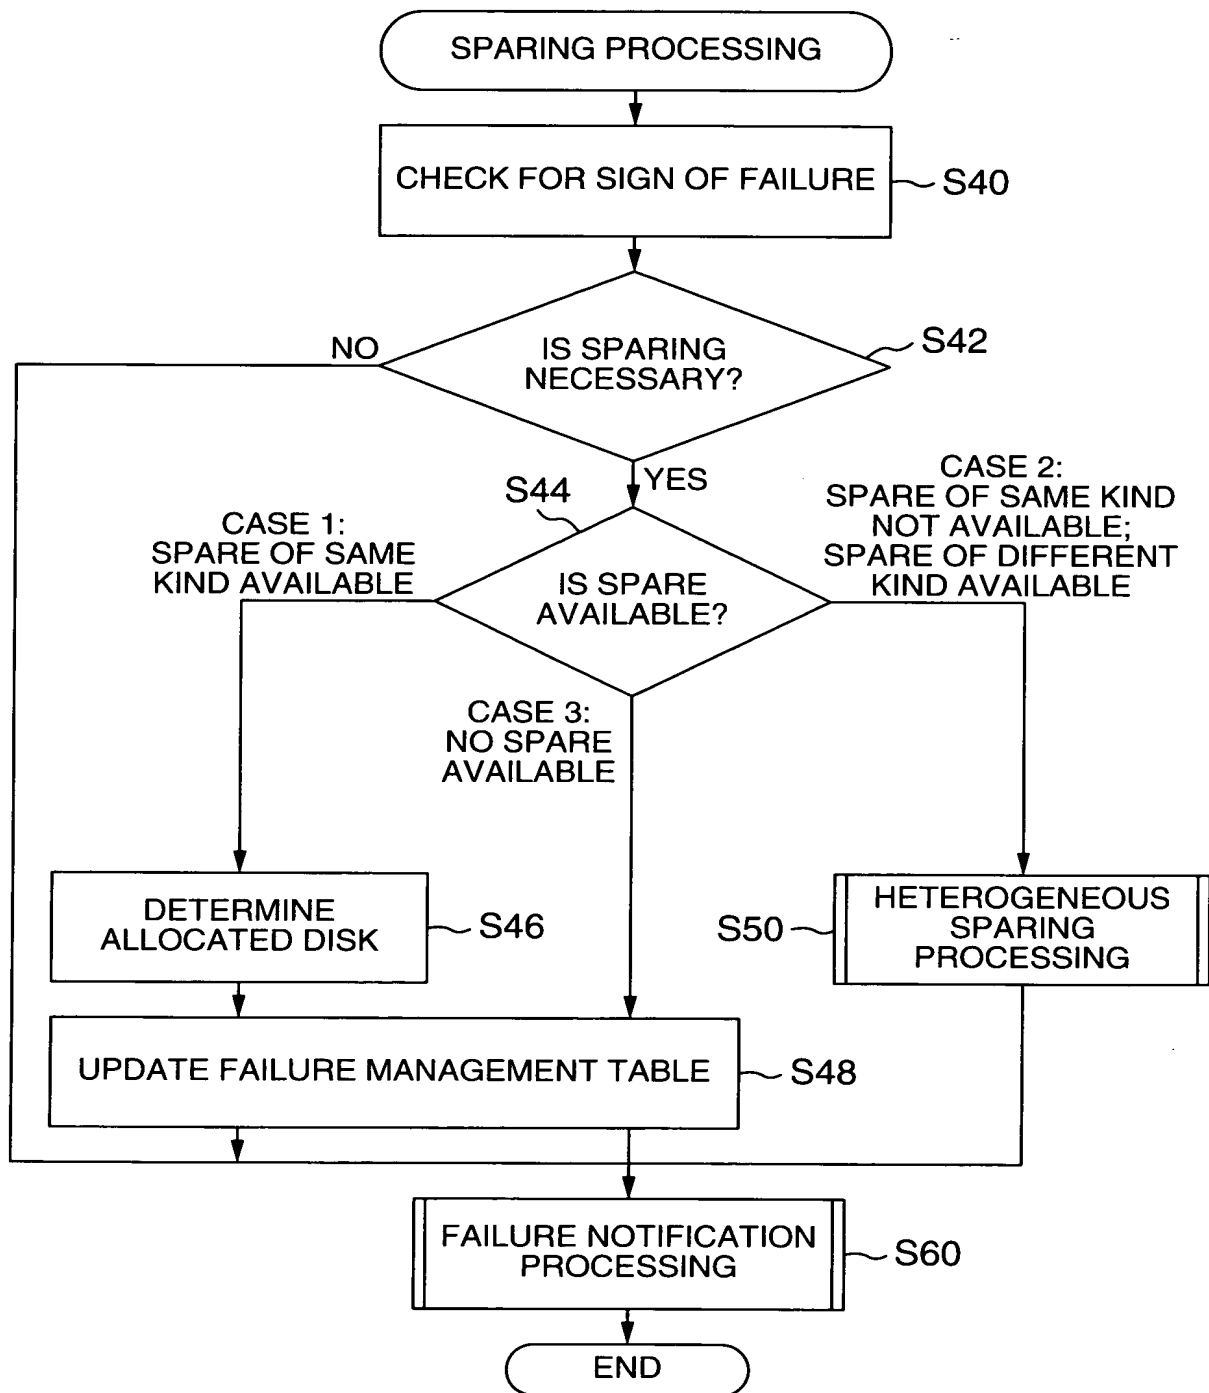 SPARING PROCESSING
CHECK FOR SIGN OF FAILURE
S40
IS SPARING
NECESSARY?
S42
NO
YES
S44
CASE 1:
SPARE OF SAME
KIND AVAILABLE
IS SPARE
AVAILABLE?
CASE 2:
SPARE OF SAME KIND
NOT AVAILABLE;
SPARE OF DIFFERENT
KIND AVAILABLE
CASE 3:
NO SPARE
AVAILABLE
DETERMINE
ALLOCATED DISK
S46
S50
HETEROGENEOUS
SPARING
PROCESSING
UPDATE FAILURE MANAGEMENT TABLE
S48
FAILURE NOTIFICATION
PROCESSING
S60
END